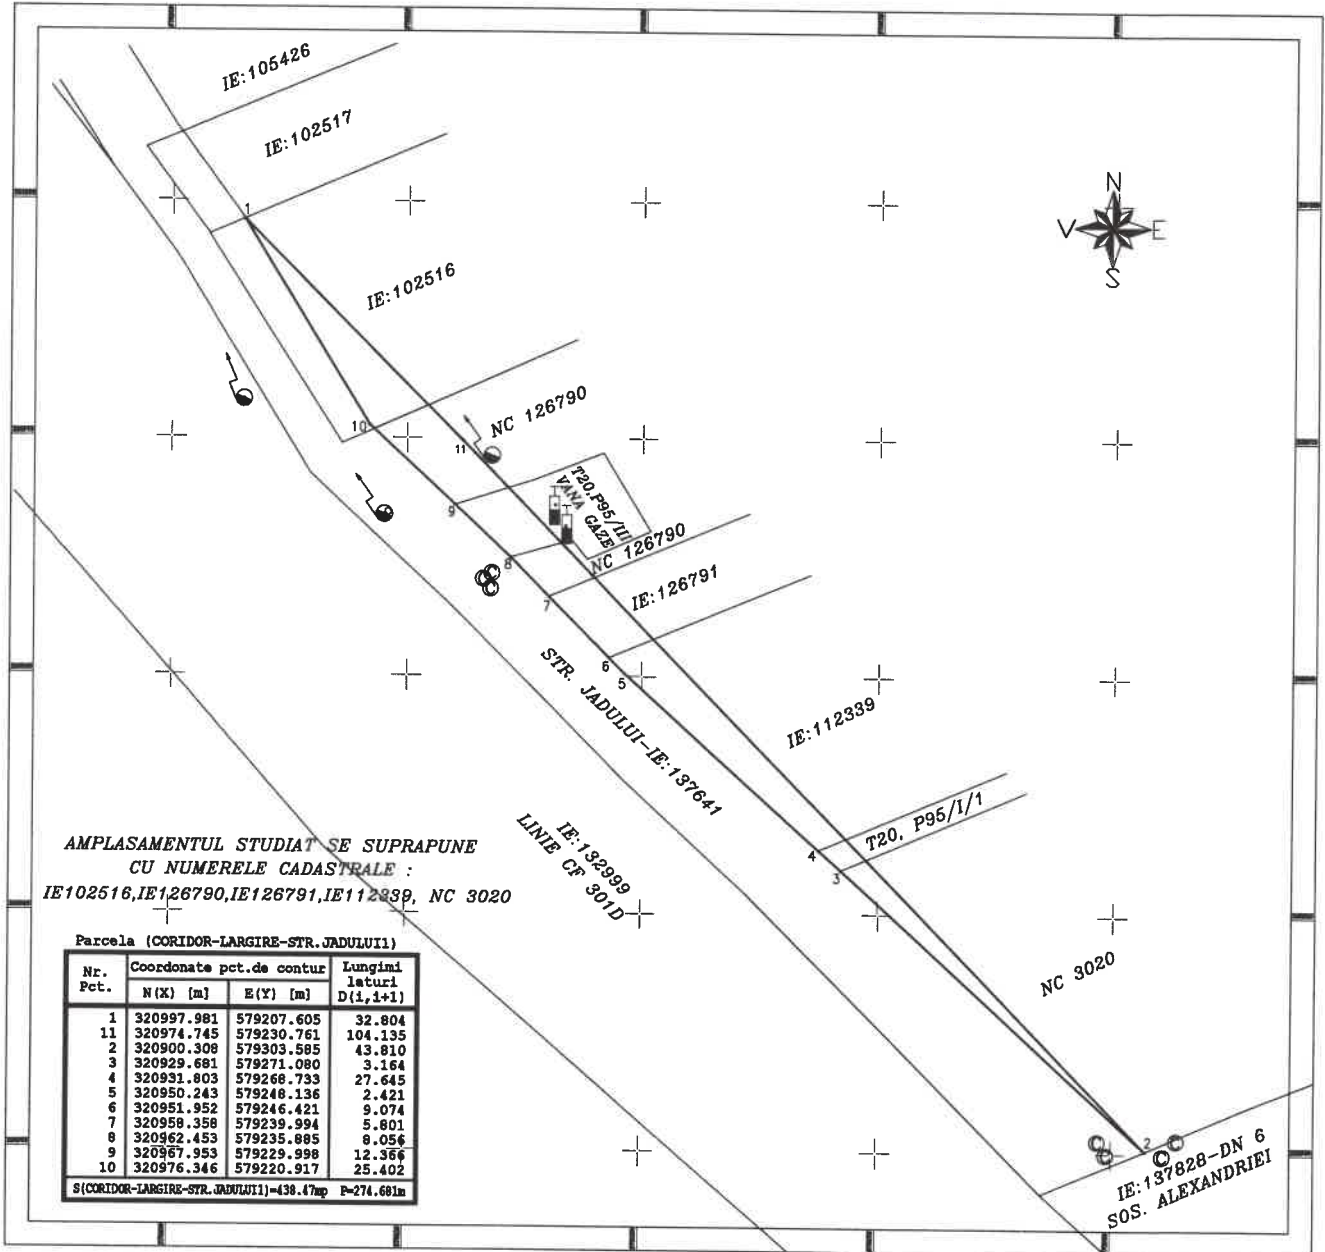 IE:105426
IE:102517
N
V E
S
1
IE:102516
10
11
NC 126790
T20,P95/III
VANA GAZE
9
8
NC 126790
7
IE:126791
6
5
STR. JADULUI-IE:137641
IE:112339
T20, P95/I/1
4
3
IE:132999
LINIE CF 301D
AMPLASAMENTUL STUDIAT SE SUPRAPUNE
CU NUMERELE CADASTRALE :
IE102516,IE126790,IE126791,IE112339, NC 3020
NC 3020
Parcela (CORIDOR-LARGIRE-STR.JADULUI1)
Nr. Pct. Coordonate pct.de contur Lungimi laturi D(i,i+1)
N(X) [m] E(Y) [m]
1 320997.981 579207.605 32.804
11 320974.745 579230.761 104.135
2 320900.308 579303.585 43.810
3 320929.681 579271.080 3.164
4 320931.803 579268.733 27.645
5 320950.243 579248.136 2.421
6 320951.952 579246.421 9.074
7 320958.358 579239.994 5.801
8 320962.453 579235.885 8.056
9 320967.953 579229.998 12.366
10 320976.346 579220.917 25.402
S(CORIDOR-LARGIRE-STR.JADULUI1)=438.47mp P=274.681m
2
IE:137828-DN 6
SOS. ALEXANDRIEI